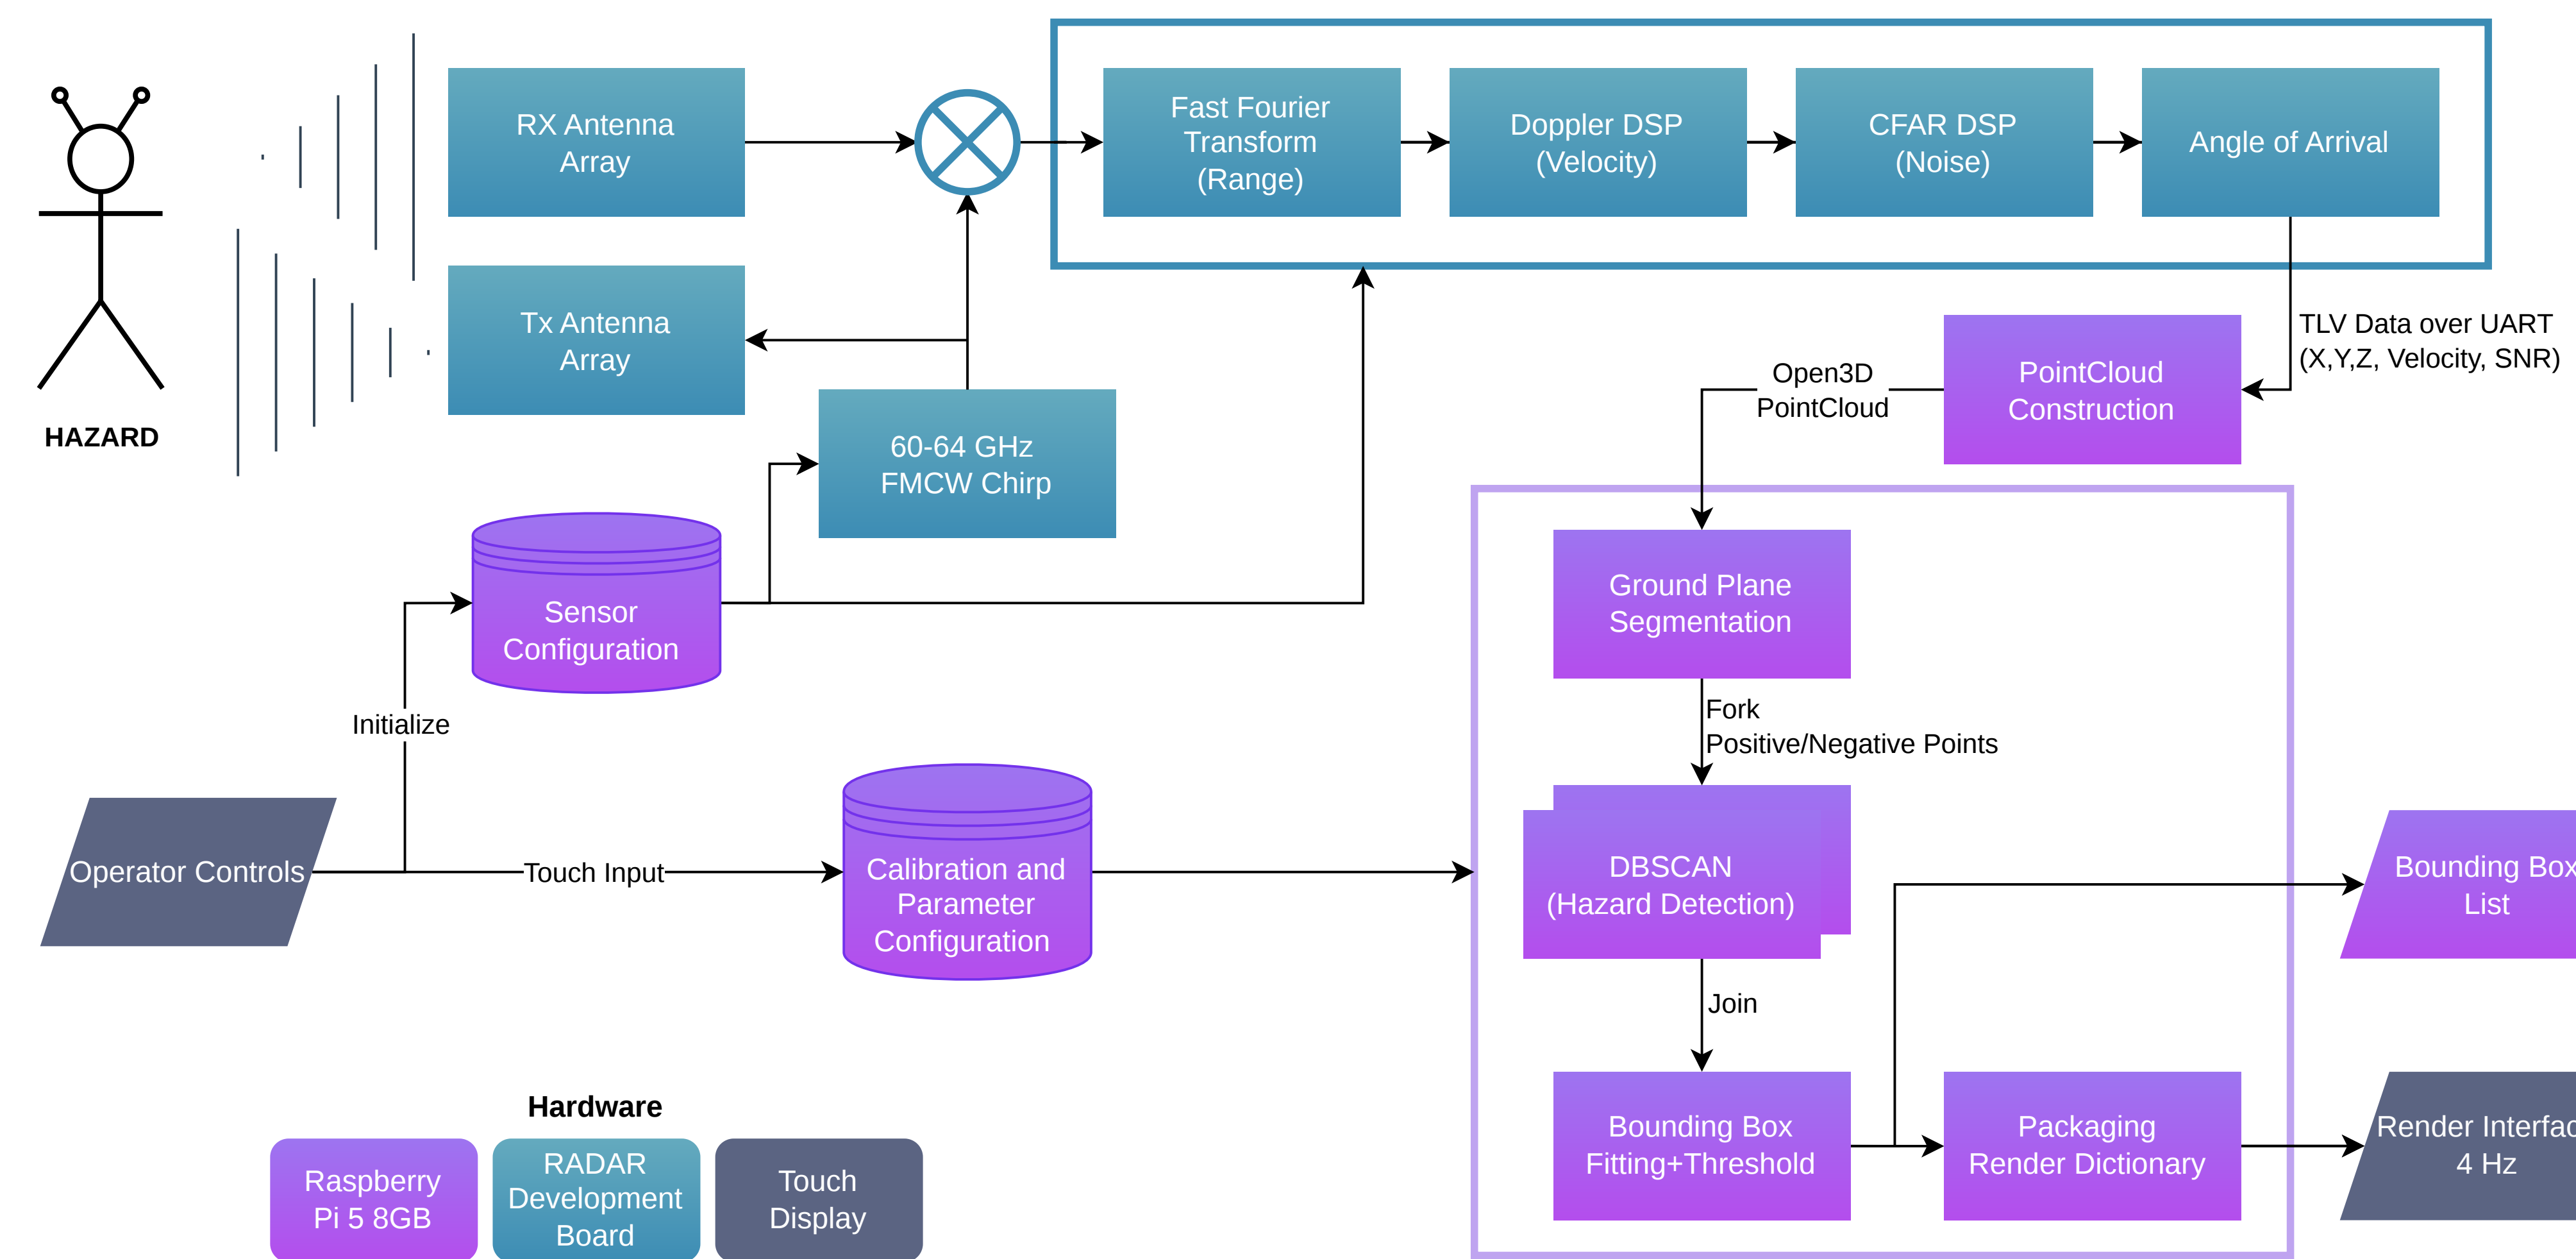 RX Antenna
Array
Fast Fourier
Transform
(Range)
Doppler DSP
(Velocity)
CFAR DSP
(Noise)
Angle of Arrival
Tx Antenna
Array
HAZARD
60-64 GHz
FMCW Chirp
TLV Data over UART
(X,Y,Z, Velocity, SNR)
PointCloud
Construction
Open3D
PointCloud
Sensor
Configuration
Ground Plane
Segmentation
Initialize
Fork
Positive/Negative Points
Operator Controls
Touch Input
Calibration and
Parameter
Configuration
DBSCAN
(Hazard Detection)
Bounding Box
List
Join
Bounding Box
Fitting+Threshold
Packaging
Render Dictionary
Render Interfac
4 Hz
Hardware
Raspberry
Pi 5 8GB
RADAR
Development
Board
Touch
Display